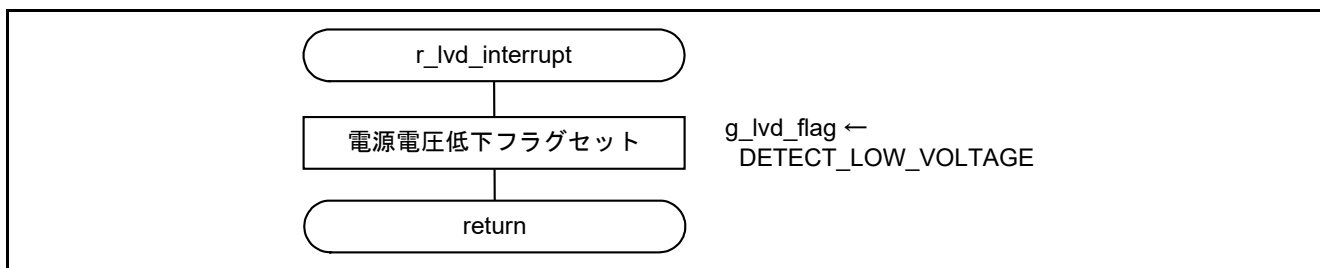 r_lvd_interrupt
電源電圧低下フラグセット
g_lvd_flag ←
DETECT_LOW_VOLTAGE
return